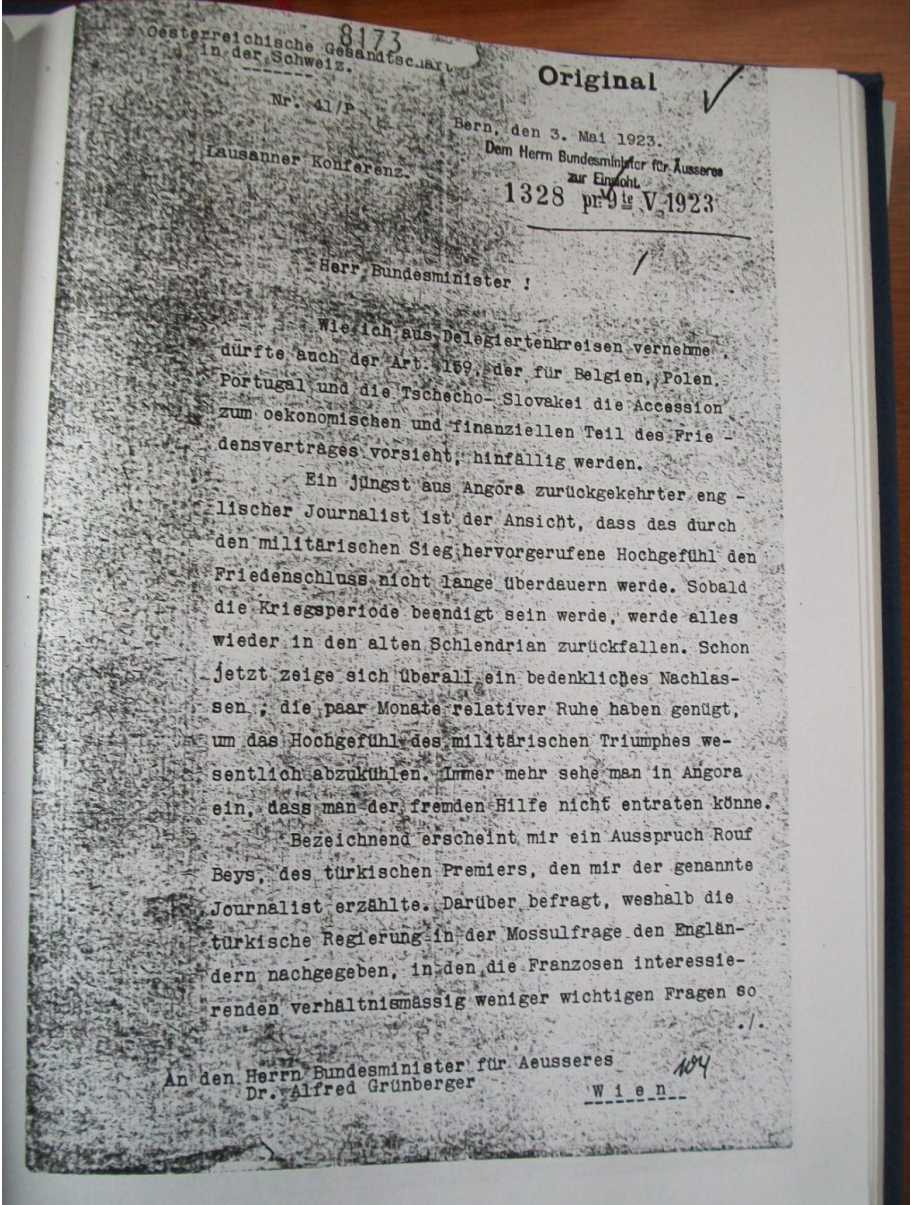 8173
Oesterreichische Gesandtschaft
in der Schweiz.
Original
Nr. 41/P
Bern, den 3. Mai 1923.
Dem Herrn Bundesminister für Äusseres
zur Einsicht.
Lausanner Konferenz.
1328 pr. 9te V. 1923
Herr Bundesminister !
Wie ich aus Delegiertenkreisen vernehme ,
dürfte auch der Art. 159, der für Belgien, Polen,
Portugal und die Tschecho- Slovakei die Accession
zum oekonomischen und finanziellen Teil des Frie -
densvertrages vorsieht, hinfällig werden.
Ein jüngst aus Angora zurückgekehrter eng -
lischer Journalist ist der Ansicht, dass das durch
den militärischen Sieg hervorgerufene Hochgefühl den
Friedenschluss nicht lange überdauern werde. Sobald
die Kriegsperiode beendigt sein werde, werde alles
wieder in den alten Schlendrian zurückfallen. Schon
jetzt zeige sich überall ein bedenkliches Nachlas-
sen ; die paar Monate relativer Ruhe haben genügt,
um das Hochgefühl des militärischen Triumphes we-
sentlich abzukühlen. Immer mehr sehe man in Angora
ein, dass man der fremden Hilfe nicht entraten könne.
Bezeichnend erscheint mir ein Ausspruch Rouf
Beys, des türkischen Premiers, den mir der genannte
Journalist erzählte. Darüber befragt, weshalb die
türkische Regierung in der Mossulfrage den Englän-
dern nachgegeben, in den die Franzosen interessie-
renden verhältnismässig weniger wichtigen Fragen so
./.
An den Herrn Bundesminister für Aeusseres
Dr. Alfred Grünberger
104
W i e n